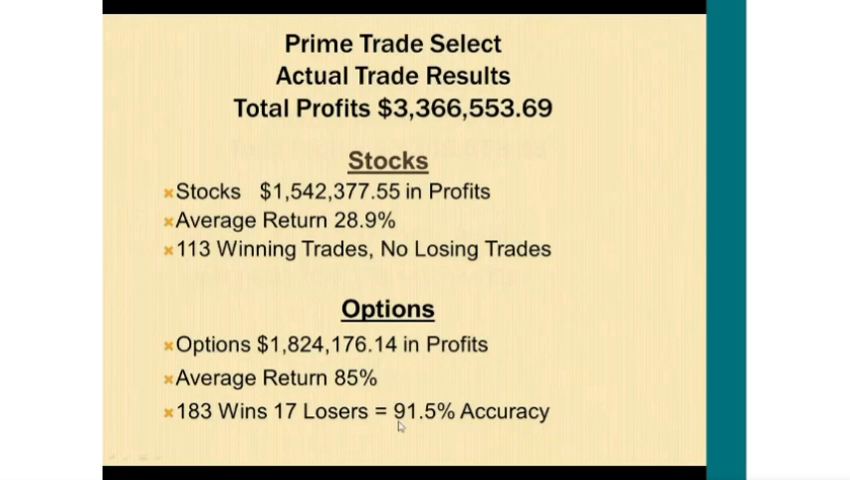 Prime Trade Select
Actual Trade Results
Total Profits $3,366,553.69
Stocks
Stocks $1,542,377.55 in Profits
Average Return 28.9%
113 Winning Trades, No Losing Trades
Options
Options $1,824,176.14 in Profits
Average Return 85%
183 Wins 17 Losers = 91.5% Accuracy